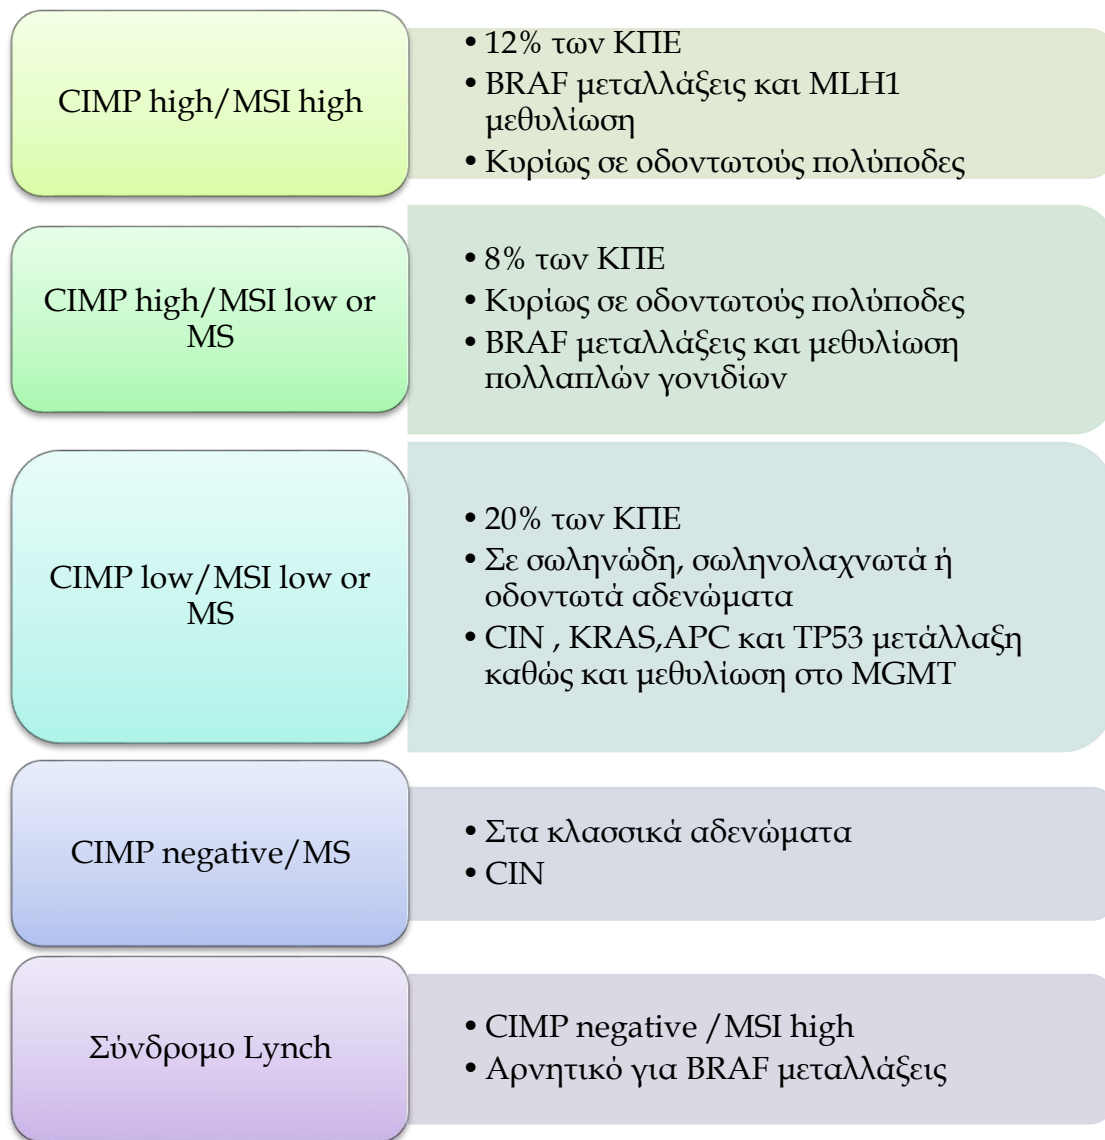 CIMP high/MSI high
• 12% των ΚΠΕ
• BRAF μεταλλάξεις και MLH1
μεθυλίωση
• Κυρίως σε οδοντωτούς πολύποδες
CIMP high/MSI low or
MS
• 8% των ΚΠΕ
• Κυρίως σε οδοντωτούς πολύποδες
• BRAF μεταλλάξεις και μεθυλίωση
πολλαπλών γονιδίων
CIMP low/MSI low or
MS
• 20% των ΚΠΕ
• Σε σωληνώδη, σωληνολαχνωτά ή
οδοντωτά αδενώματα
• CIN , KRAS,APC και TP53 μετάλλαξη
καθώς και μεθυλίωση στο MGMT
CIMP negative/MS
• Στα κλασσικά αδενώματα
• CIN
Σύνδρομο Lynch
• CIMP negative /MSI high
• Αρνητικό για BRAF μεταλλάξεις